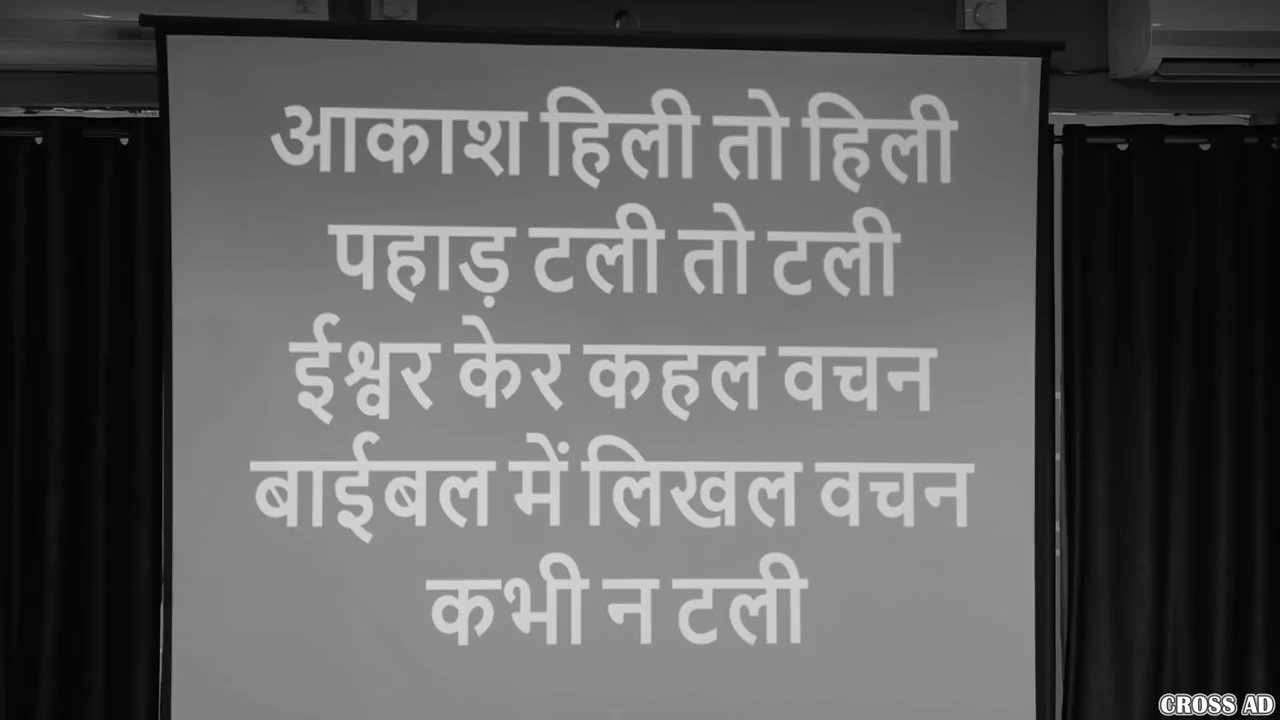 आकाश हिली तो हिली
पहाड़ टली तो टली
ईश्वर केर कहल वचन
बाईबल में लिखल वचन
कभी न टली
CROSS AD